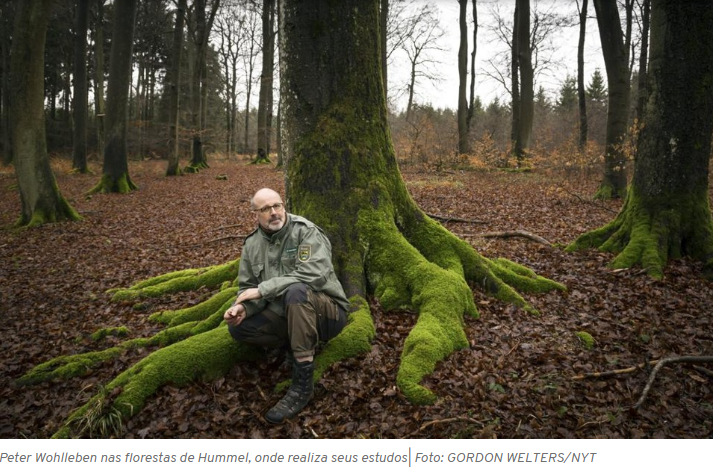 Peter Wohlleben nas florestas de Hummel, onde realiza seus estudos| Foto: GORDON WELTERS/NYT